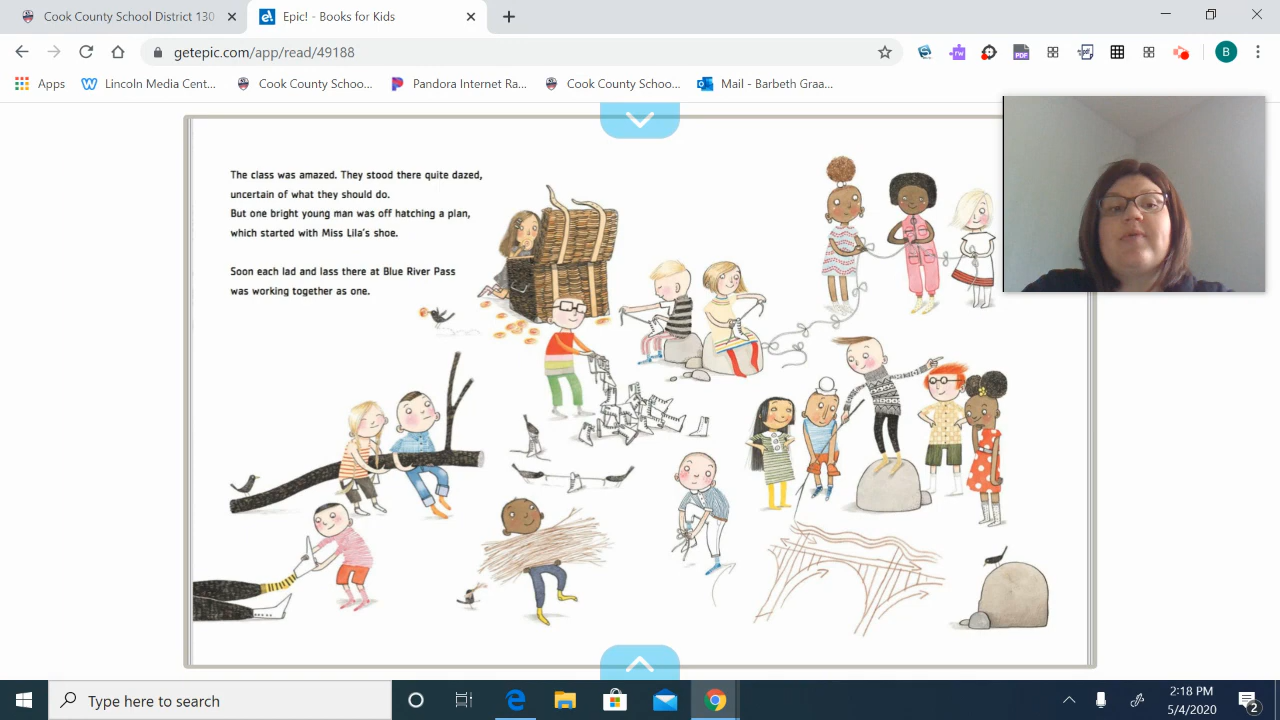 Cook County School District 130
Epic! - Books for Kids
getepic.com/app/read/49188
B
Apps
Lincoln Media Cent...
Cook County Schoo...
Pandora Internet Ra...
Cook County Schoo...
Mail - Barbeth Graa...
The class was amazed. They stood there quite dazed,
uncertain of what they should do.
But one bright young man was off hatching a plan,
which started with Miss Lila's shoe.
Soon each lad and lass there at Blue River Pass
was working together as one.
Type here to search
2:18 PM
5/4/2020
2